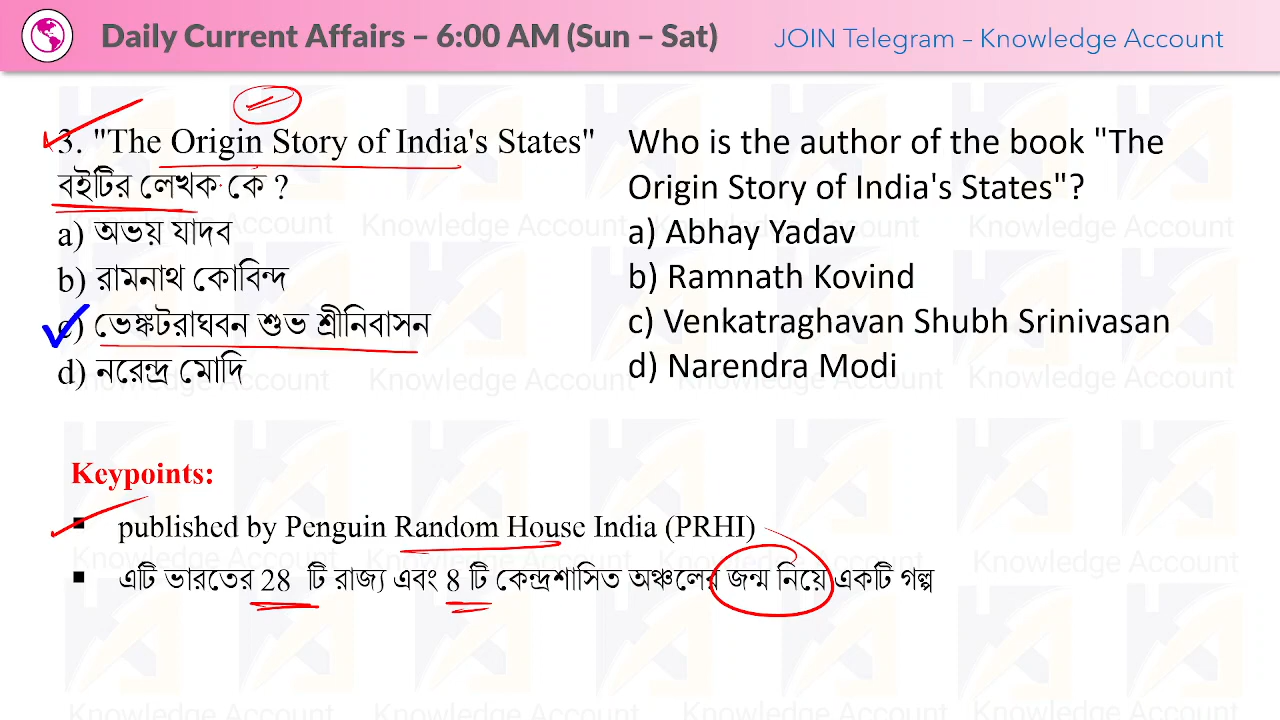 Daily Current Affairs – 6:00 AM (Sun – Sat)
JOIN Telegram – Knowledge Account
3. "The Origin Story of India's States"
বইটির লেখক কে ?
a) অভয় যাদব
b) রামনাথ কোবিন্দ
c) ভেঙ্কটরাঘবন শুভ শ্রীনিবাসন
d) নরেন্দ্র মোদি
Who is the author of the book "The
Origin Story of India's States"?
a) Abhay Yadav
b) Ramnath Kovind
c) Venkatraghavan Shubh Srinivasan
d) Narendra Modi
Keypoints:
▪ published by Penguin Random House India (PRHI)
▪ এটি ভারতের 28 টি রাজ্য এবং 8 টি কেন্দ্রশাসিত অঞ্চলের জন্ম নিয়ে একটি গল্প